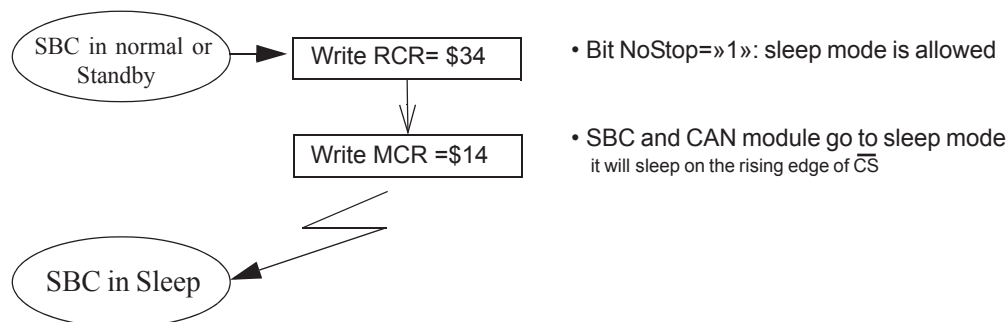 SBC in normal or
Standby
Write RCR= $34
• Bit NoStop=»1»: sleep mode is allowed
Write MCR =$14
• SBC and CAN module go to sleep mode
it will sleep on the rising edge of C̅S̅
SBC in Sleep